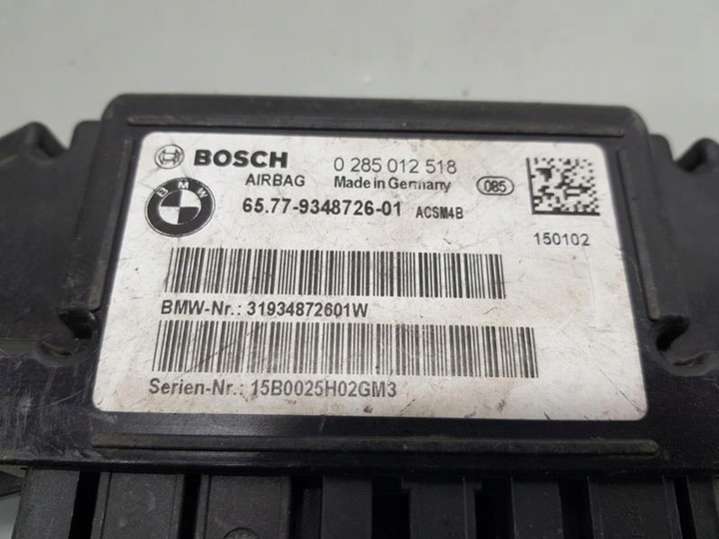 BOSCH 0 285 012 518
AIRBAG Made in Germany 085
BMW 65.77-9348726-01 ACSM4B
150102
BMW-Nr.: 31934872601W
Serien-Nr.: 15B0025H02GM3